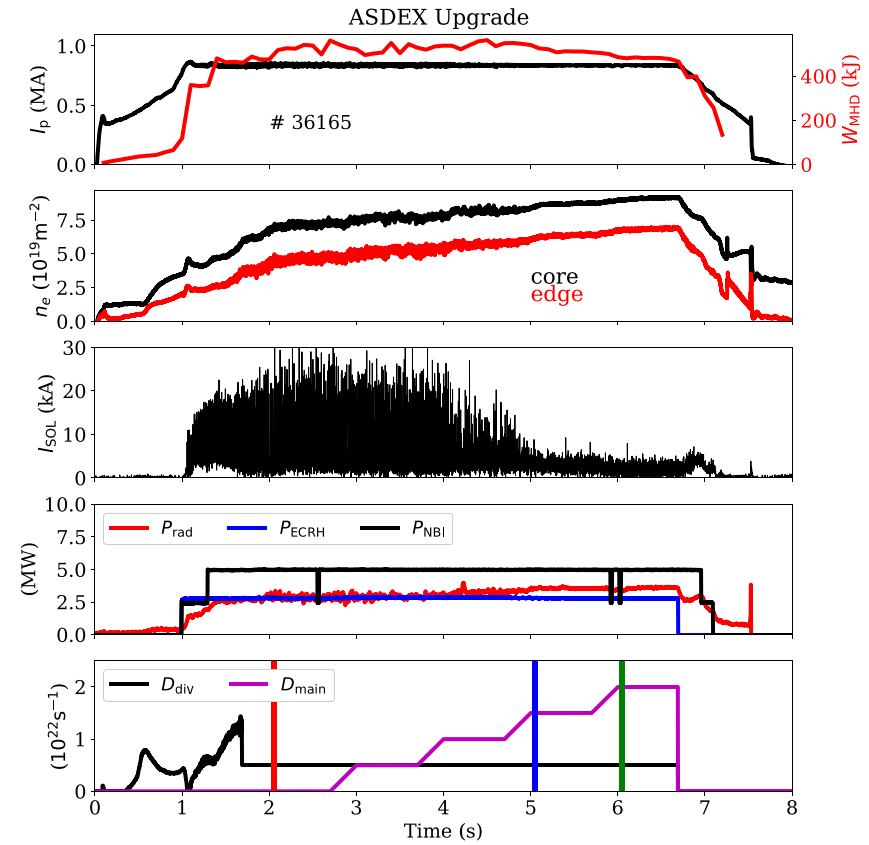 ASDEX Upgrade
1.0
0.5
0.0
I_p (MA)
400
200
0
W_MHD (kJ)
# 36165
7.5
5.0
2.5
0.0
n_e (10^19 m^−2)
core
edge
30
20
10
0
I_SOL (kA)
10.0
7.5
5.0
2.5
0.0
(MW)
P_rad P_ECRH P_NBI
2
1
0
(10^22 s^−1)
D_div D_main
0 1 2 3 4 5 6 7 8
Time (s)